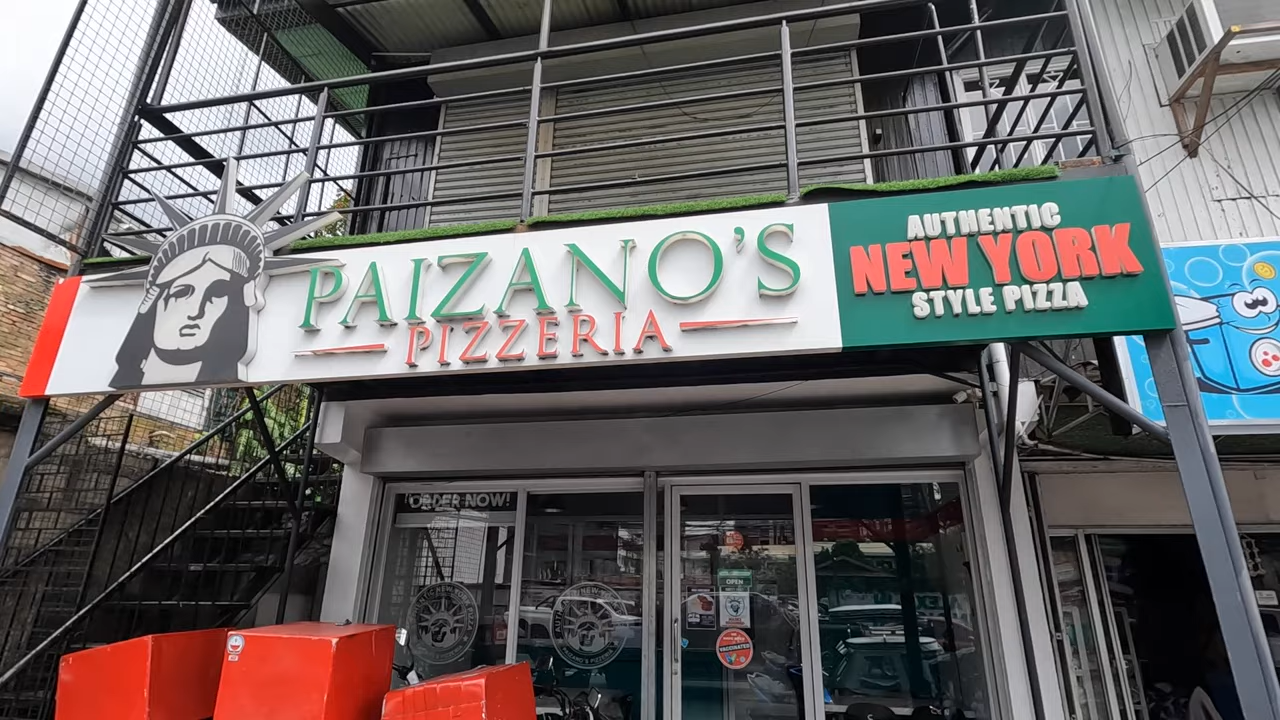 PAIZANO'S
PIZZERIA
AUTHENTIC
NEW YORK
STYLE PIZZA
ORDER NOW!
OPEN
VACCINATED